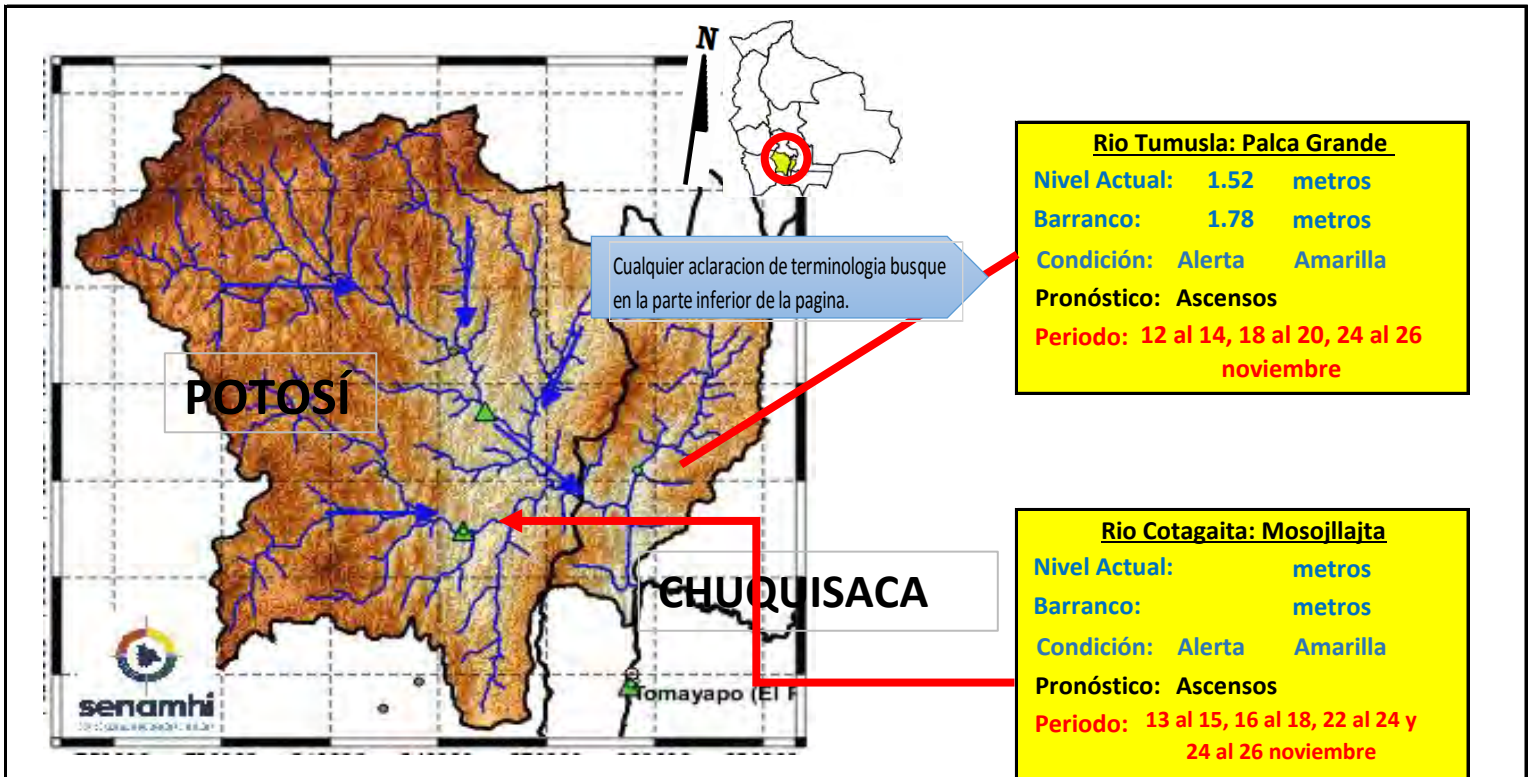 N
Cualquier aclaracion de terminologia busque
en la parte inferior de la pagina.
POTOSÍ
CHUQUISACA
Tomayapo (El
senamhi
Rio Tumusla: Palca Grande
Nivel Actual: 1.52 metros
Barranco: 1.78 metros
Condición: Alerta Amarilla
Pronóstico: Ascensos
Periodo: 12 al 14, 18 al 20, 24 al 26
noviembre
Rio Cotagaita: Mosojllajta
Nivel Actual: metros
Barranco: metros
Condición: Alerta Amarilla
Pronóstico: Ascensos
Periodo: 13 al 15, 16 al 18, 22 al 24 y
24 al 26 noviembre